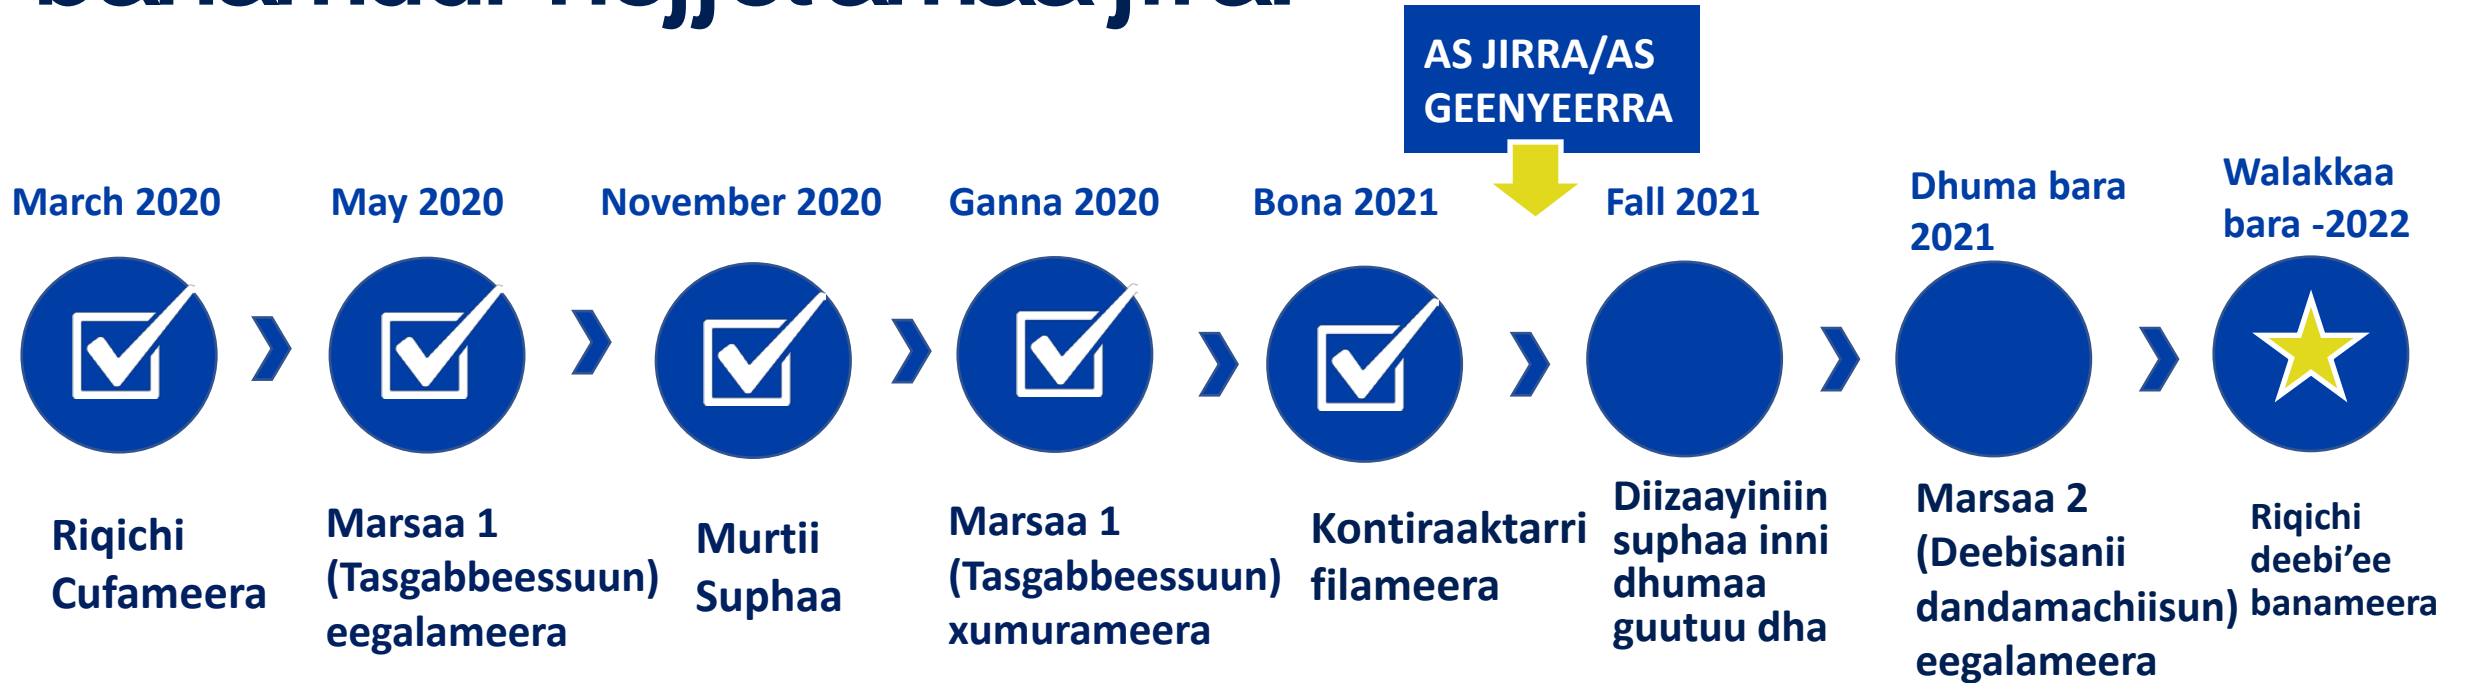 AS JIRRA/AS
GEENYEERRA
March 2020
May 2020
November 2020
Ganna 2020
Bona 2021
Fall 2021
Dhuma bara
2021
Walakkaa
bara -2022
Riqichi
Cufameera
Marsaa 1
(Tasgabbeessuun)
eegalameera
Murtii
Suphaa
Marsaa 1
(Tasgabbeessuun)
xumurameera
Kontiraaktarri
filameera
Diizaayiniin
suphaa inni
dhumaa
guutuu dha
Marsaa 2
(Deebisanii
dandamachiisun)
eegalameera
Riqichi
deebi’ee
banameera